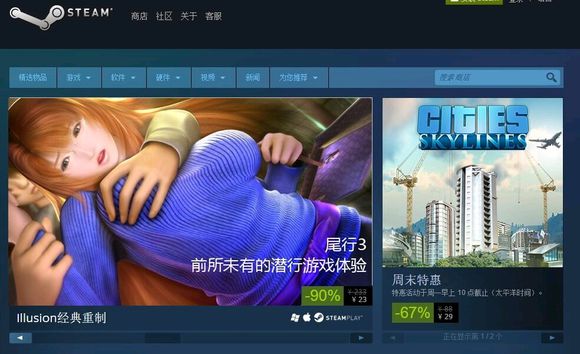 STEAM
商店 社区 关于 客服
精选物品 游戏 软件 硬件 视频 新闻 为您推荐
搜索商店
尾行3
前所未有的潜行游戏体验
-90%
¥ 233
¥ 23
Illusion经典重制
STEAMPLAY
CITIES
SKYLINES
周末特惠
特惠活动于周一早上 10 点截止（太平洋时间）。
-67%
¥ 88
¥ 29
正在显示第 1 / 2 个